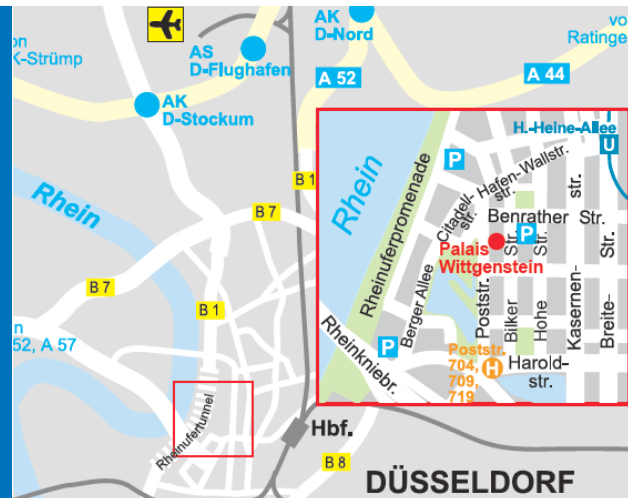 AK
D-Nord
vo
Ratinge
on
K-Strümp
AS
D-Flughafen
A 52
A 44
AK
D-Stockum
B 1
Rhein
B 7
B 7
B 1
n
52, A 57
Rheinufertunnel
Hbf.
B 8
DÜSSELDORF
H.-Heine-Allee
U
P
Rhein
Rheinuferpromenade
Citadell-
str.
Hafen-
str.
Wallstr.
Benrather Str.
P
Palais
Wittgenstein
Berger Allee
Poststr.
Bilker
Str.
Hohe
Str.
Kasernen-
str.
Breite-
Str.
Rheinkniebr.
P
Poststr.
704,
709,
719
H
Harold-
str.